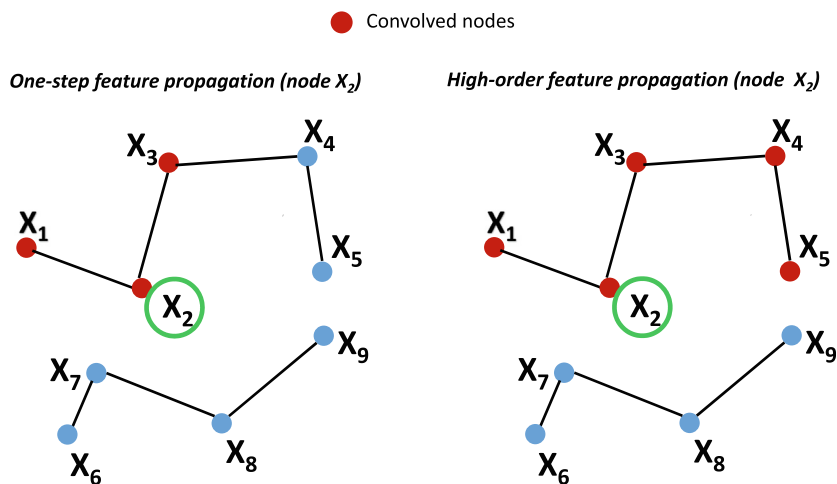 Convolved nodes
One-step feature propagation (node X₂)
High-order feature propagation (node X₂)
X₃
X₄
X₁
X₅
X₂
X₉
X₇
X₈
X₆
X₃
X₄
X₁
X₅
X₂
X₉
X₇
X₈
X₆